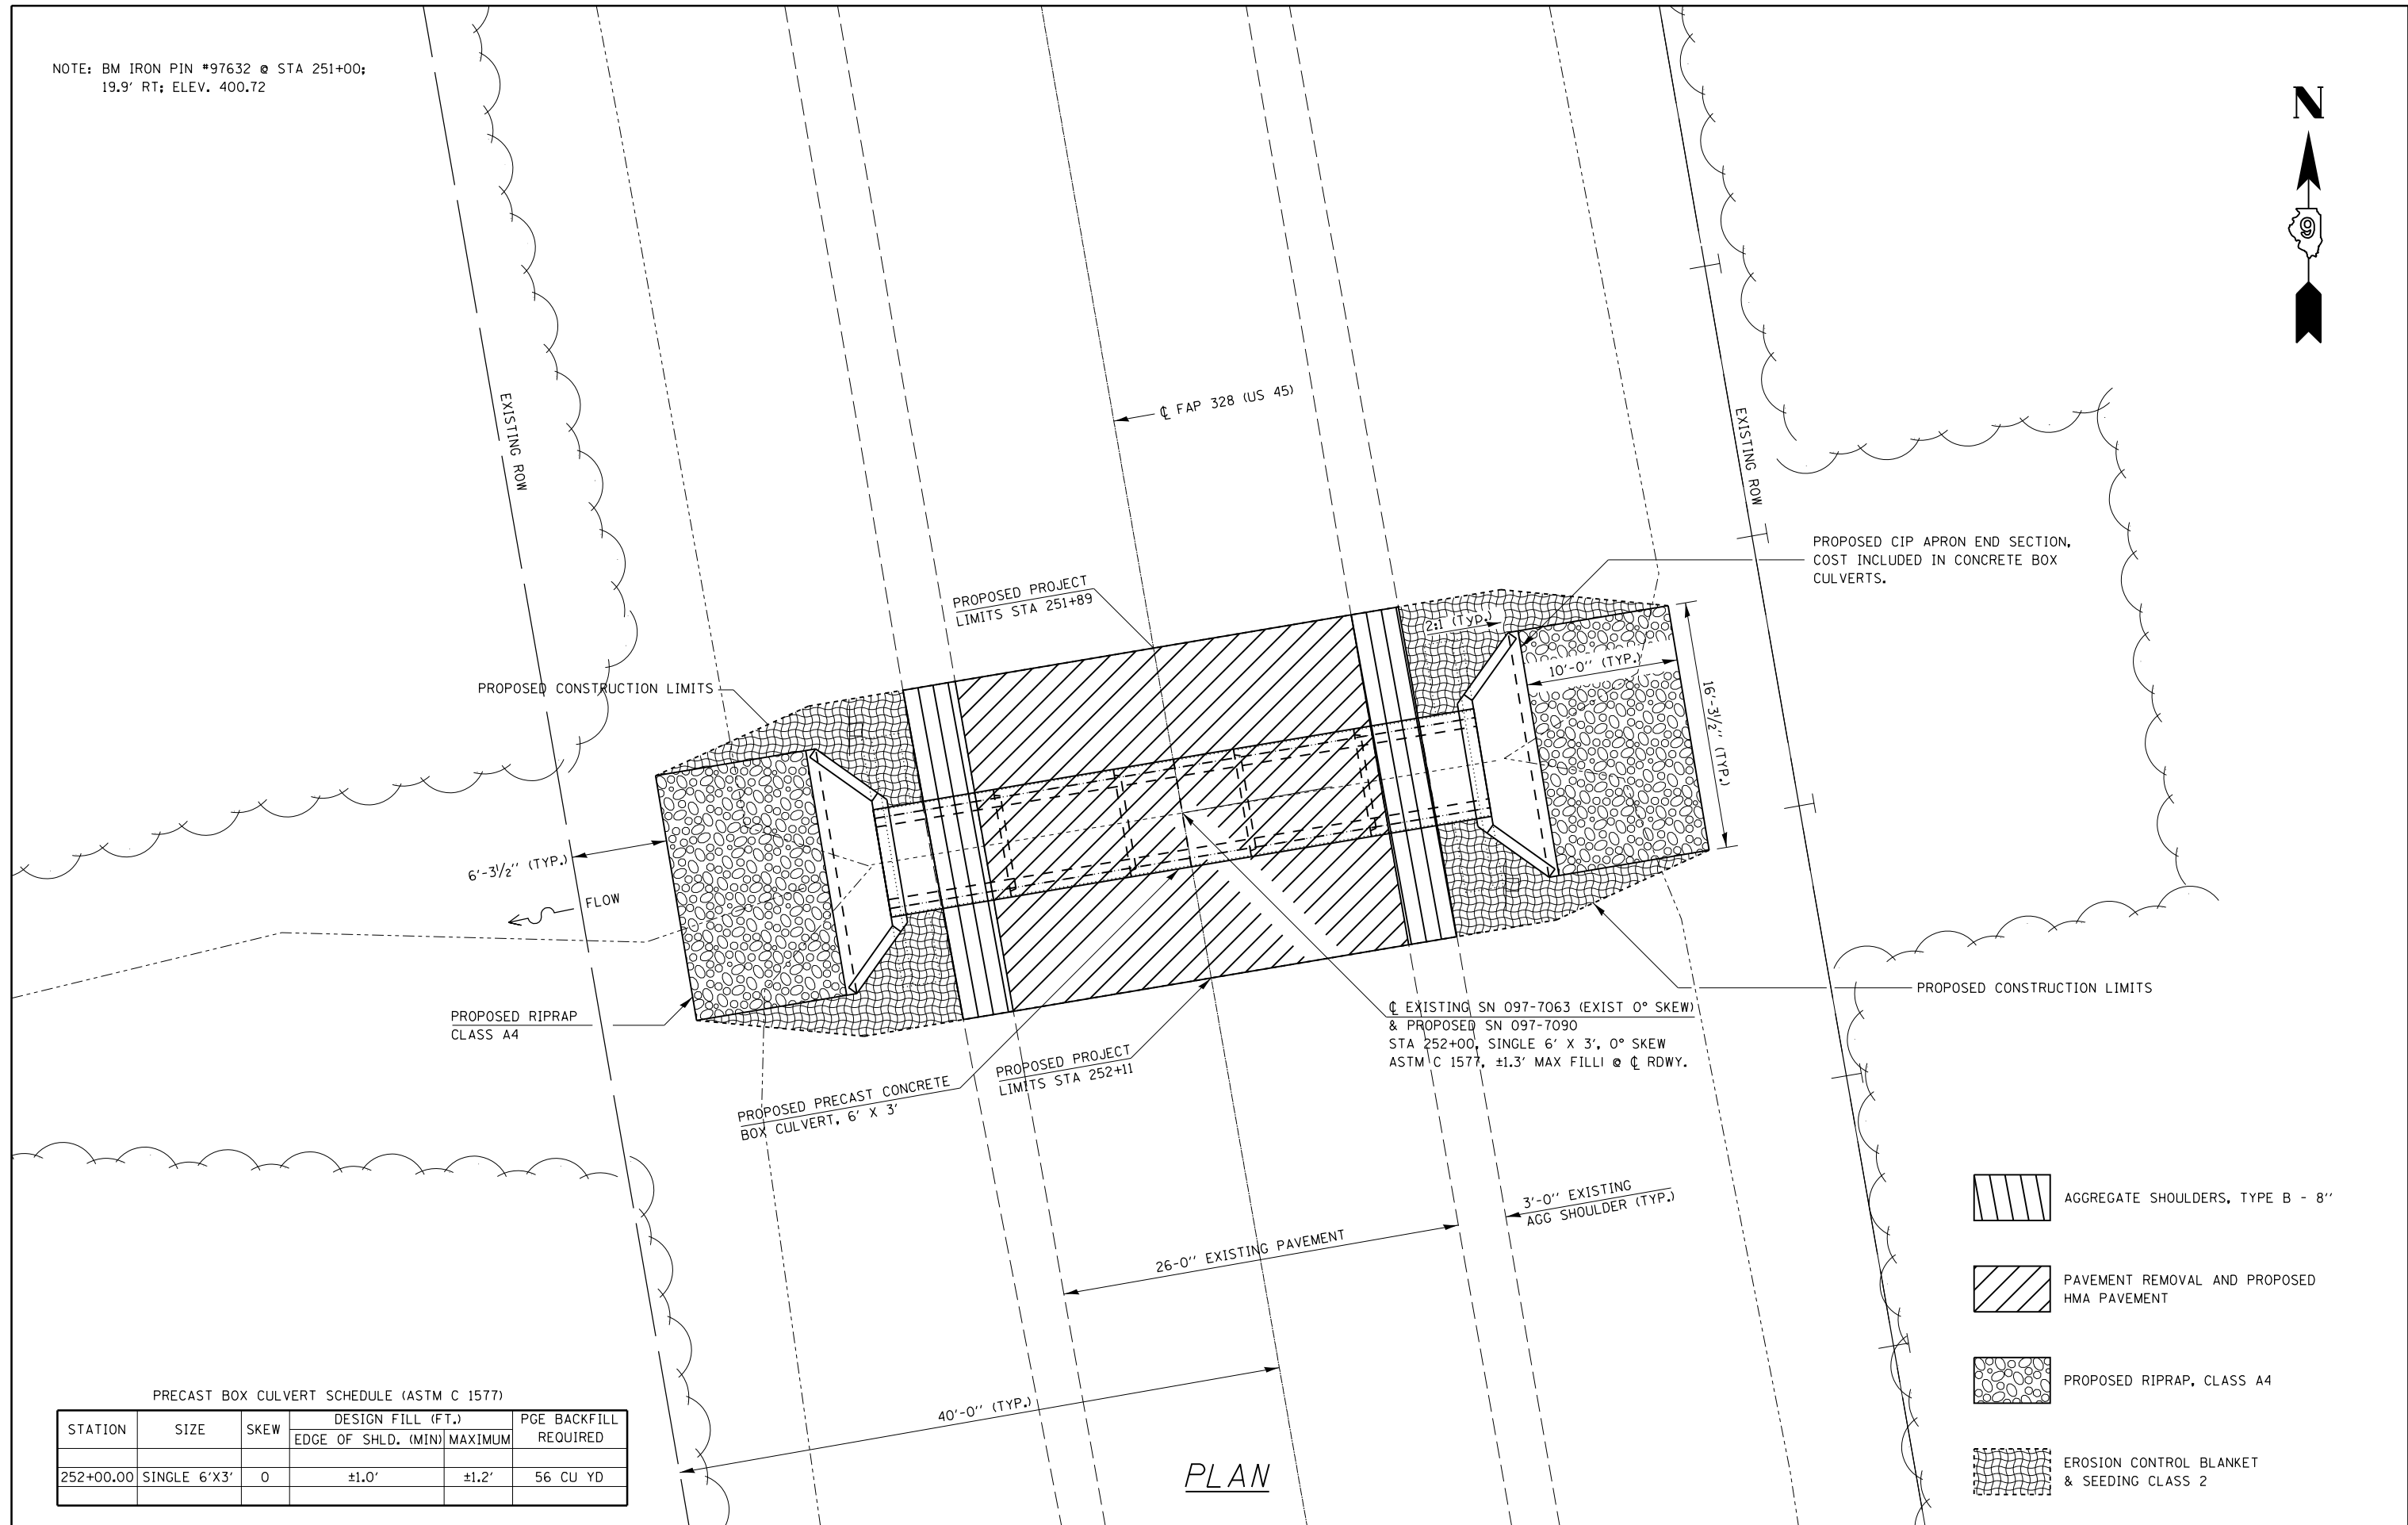 NOTE: BM IRON PIN #97632 @ STA 251+00;
19.9' RT; ELEV. 400.72
N
9
EXISTING ROW
℄ FAP 328 (US 45)
EXISTING ROW
PROPOSED CIP APRON END SECTION,
COST INCLUDED IN CONCRETE BOX
CULVERTS.
PROPOSED PROJECT
LIMITS STA 251+89
2:1 (TYP.)
10'-0'' (TYP.)
16'-3½'' (TYP.)
PROPOSED CONSTRUCTION LIMITS
6'-3½'' (TYP.)
FLOW
PROPOSED RIPRAP
CLASS A4
PROPOSED CONSTRUCTION LIMITS
℄ EXISTING SN 097-7063 (EXIST 0° SKEW)
& PROPOSED SN 097-7090
STA 252+00, SINGLE 6' X 3', 0° SKEW
ASTM C 1577, ±1.3' MAX FILLI @ ℄ RDWY.
PROPOSED PROJECT
LIMITS STA 252+11
PROPOSED PRECAST CONCRETE
BOX CULVERT, 6' X 3'
3'-0'' EXISTING
AGG SHOULDER (TYP.)
26-0'' EXISTING PAVEMENT
40'-0'' (TYP.)
AGGREGATE SHOULDERS, TYPE B - 8''
PAVEMENT REMOVAL AND PROPOSED
HMA PAVEMENT
PROPOSED RIPRAP, CLASS A4
EROSION CONTROL BLANKET
& SEEDING CLASS 2
PRECAST BOX CULVERT SCHEDULE (ASTM C 1577)
STATION SIZE SKEW DESIGN FILL (FT.) PGE BACKFILL REQUIRED
EDGE OF SHLD. (MIN) MAXIMUM
252+00.00 SINGLE 6'X3' 0 ±1.0' ±1.2' 56 CU YD
PLAN